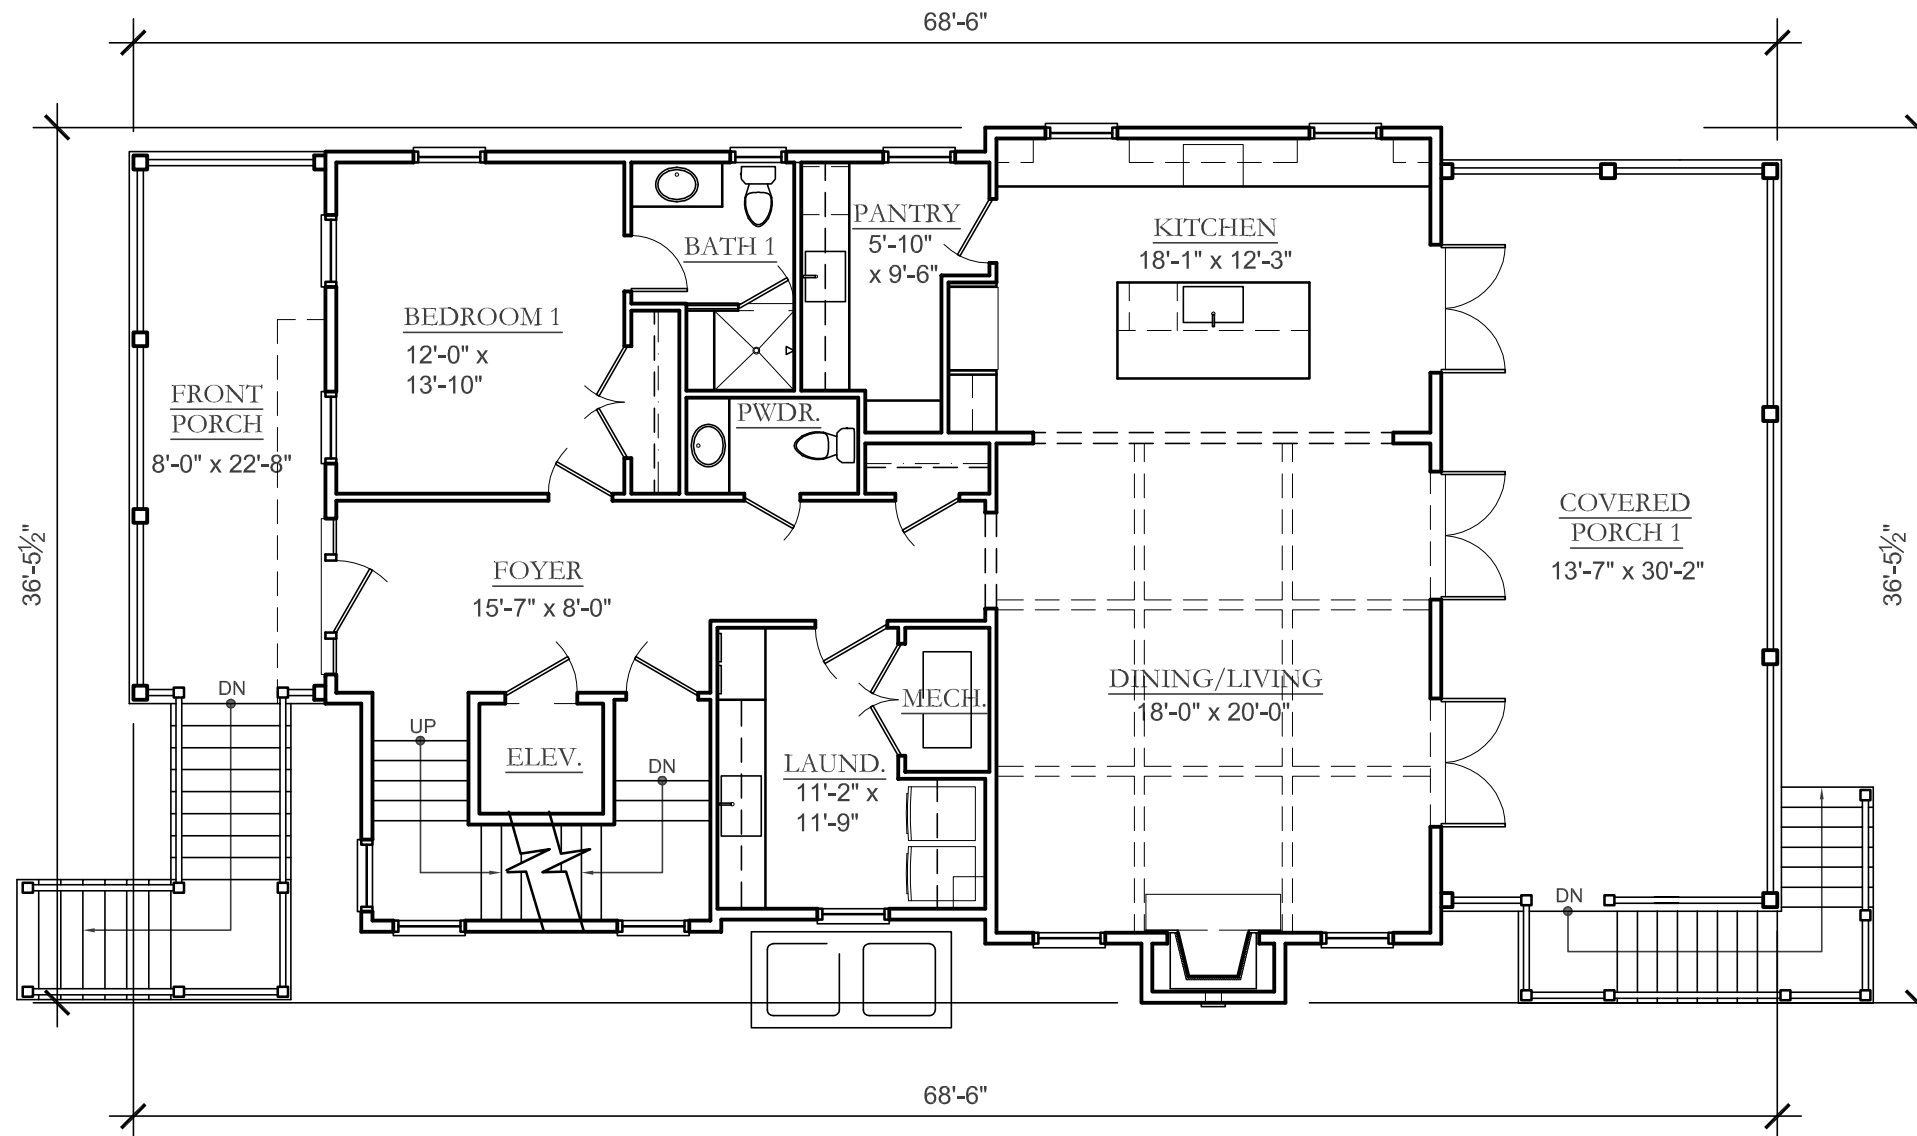 68'-6"
PANTRY
5'-10"
x 9'-6"
KITCHEN
18'-1" x 12'-3"
BATH 1
BEDROOM 1
12'-0" x
13'-10"
FRONT
PORCH
8'-0" x 22'-8"
PWDR.
COVERED
PORCH 1
13'-7" x 30'-2"
36'-5½"
36'-5½"
FOYER
15'-7" x 8'-0"
DN
MECH.
DINING/LIVING
18'-0" x 20'-0"
UP
ELEV.
DN
LAUND.
11'-2" x
11'-9"
DN
68'-6"